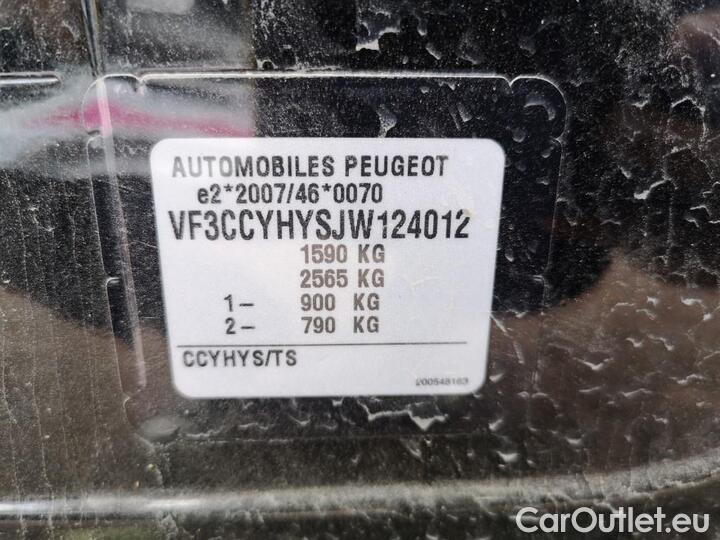 AUTOMOBILES PEUGEOT
e2*2007/46*0070
VF3CCYHYSJW124012
1590 KG
2565 KG
1- 900 KG
2- 790 KG
CCYHYS/TS
200548163
CarOutlet.eu